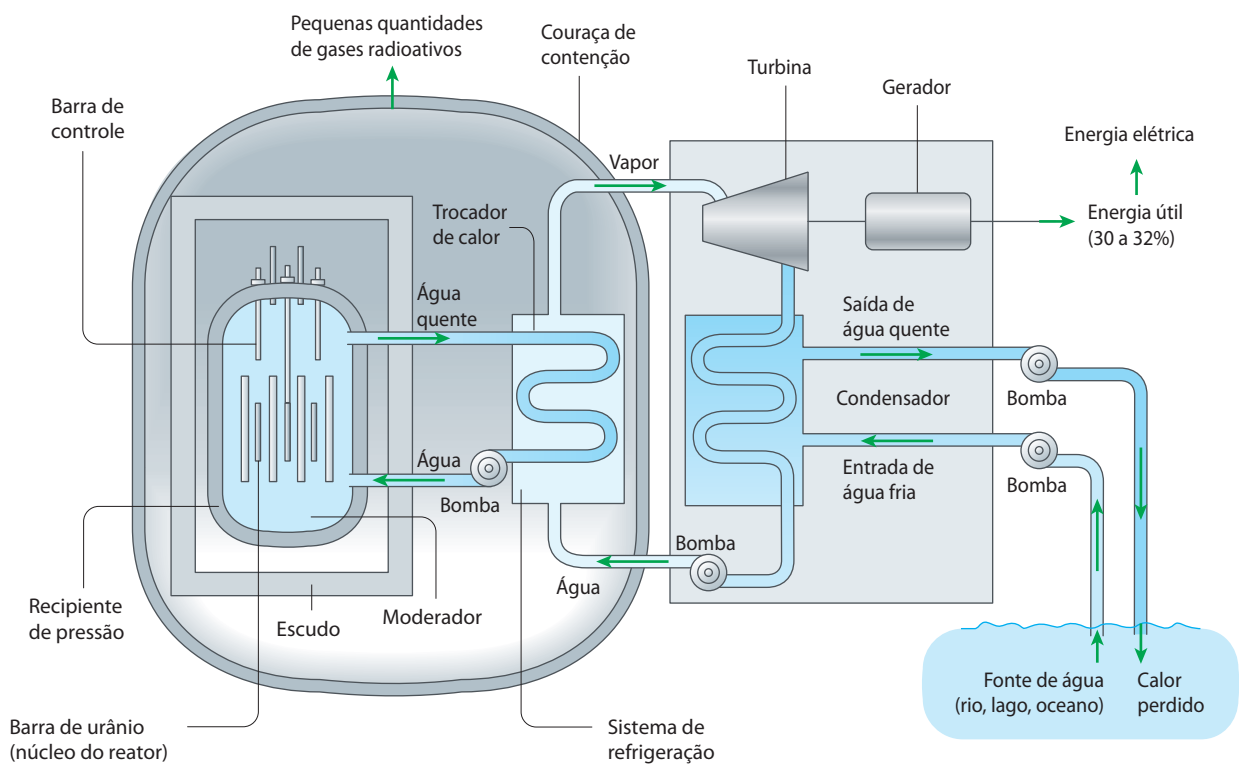 Pequenas quantidades
de gases radioativos
Couraça de
contenção
Turbina
Gerador
Barra de
controle
Energia elétrica
Vapor
Trocador
de calor
Energia útil
(30 a 32%)
Água
quente
Saída de
água quente
Condensador
Bomba
Água
Bomba
Entrada de
água fria
Bomba
Bomba
Água
Recipiente
de pressão
Escudo
Moderador
Fonte de água
(rio, lago, oceano)
Calor
perdido
Barra de urânio
(núcleo do reator)
Sistema de
refrigeração